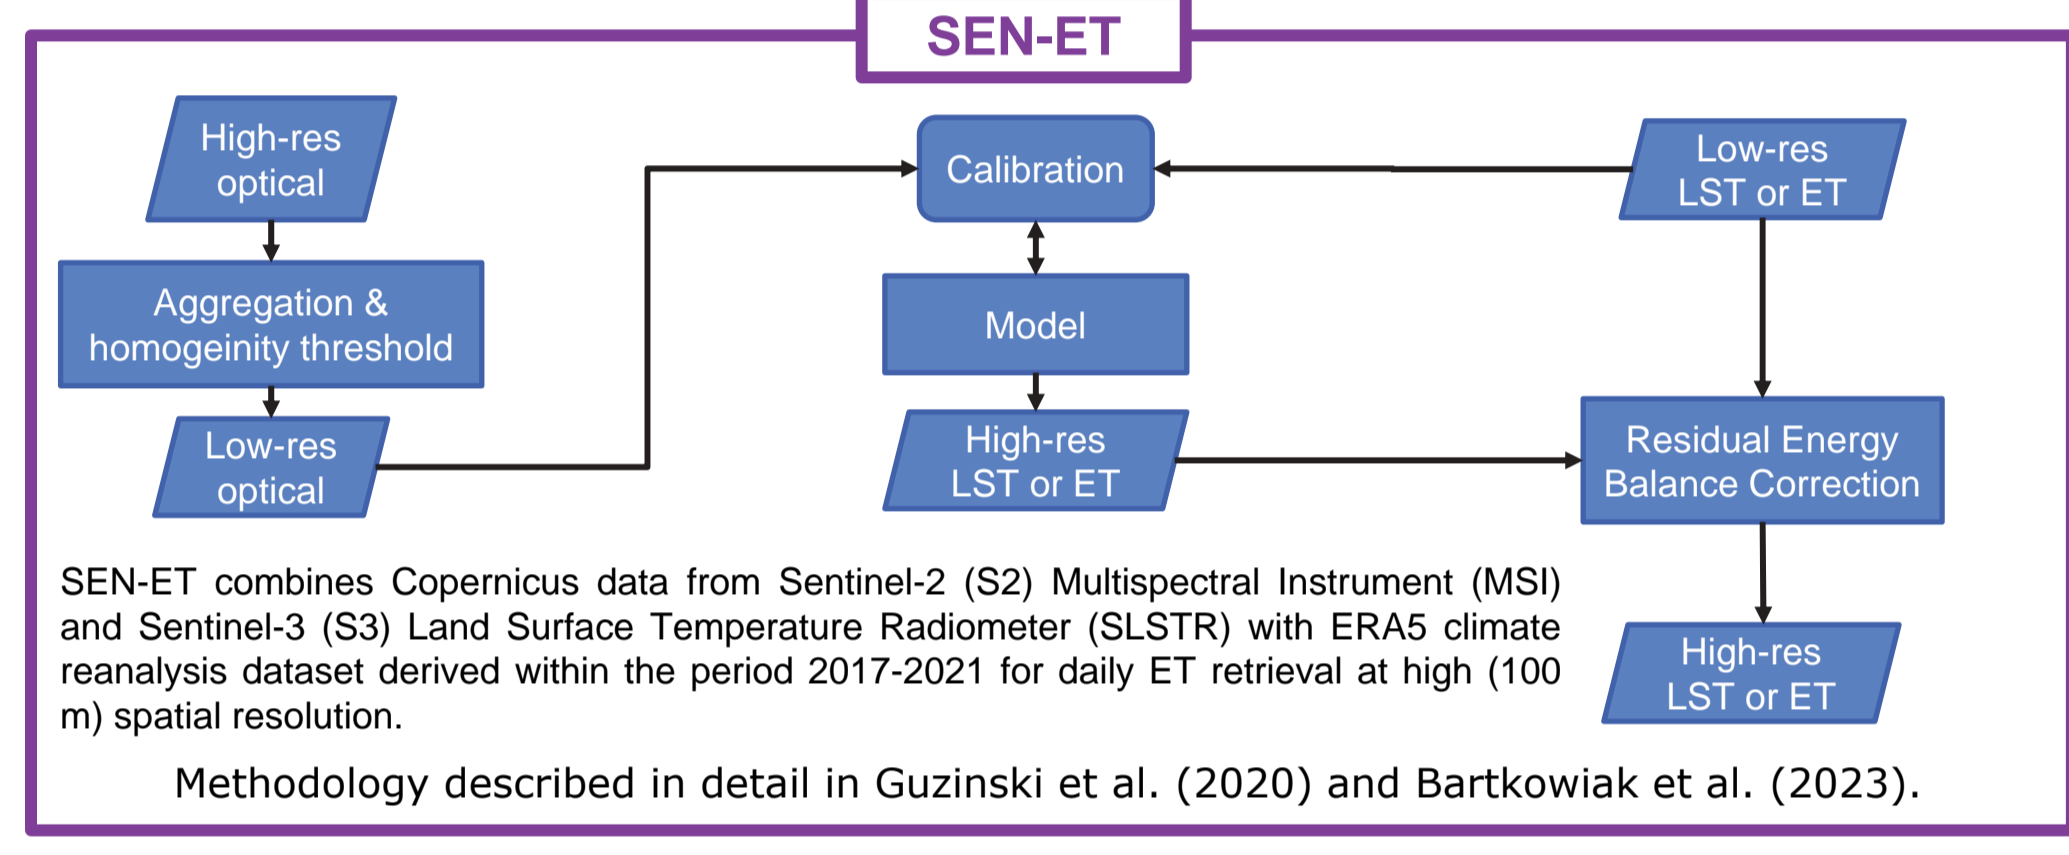 SEN-ET
High-res
optical
Aggregation &
homogeinity threshold
Low-res
optical
Calibration
Model
High-res
LST or ET
Low-res
LST or ET
Residual Energy
Balance Correction
High-res
LST or ET
SEN-ET combines Copernicus data from Sentinel-2 (S2) Multispectral Instrument (MSI)
and Sentinel-3 (S3) Land Surface Temperature Radiometer (SLSTR) with ERA5 climate
reanalysis dataset derived within the period 2017-2021 for daily ET retrieval at high (100
m) spatial resolution.
Methodology described in detail in Guzinski et al. (2020) and Bartkowiak et al. (2023).